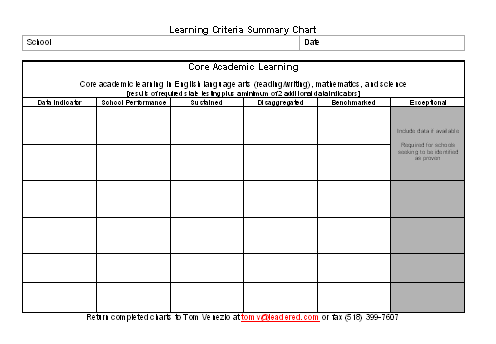 Learning Criteria Summary Chart
School Date
Core Academic Learning
Core academic learning in English language arts (reading/writing), mathematics, and science
[result of required state testing plus a minimum of 2 additional data indicators]
Data Indicator School Performance Sustained Disaggregated Benchmarked Exceptional
Include data if available
Required for schools
seeking to be identified
as proven
Return completed charts to Tom Venezio at tomv@leadered.com or fax (518) 399-7607